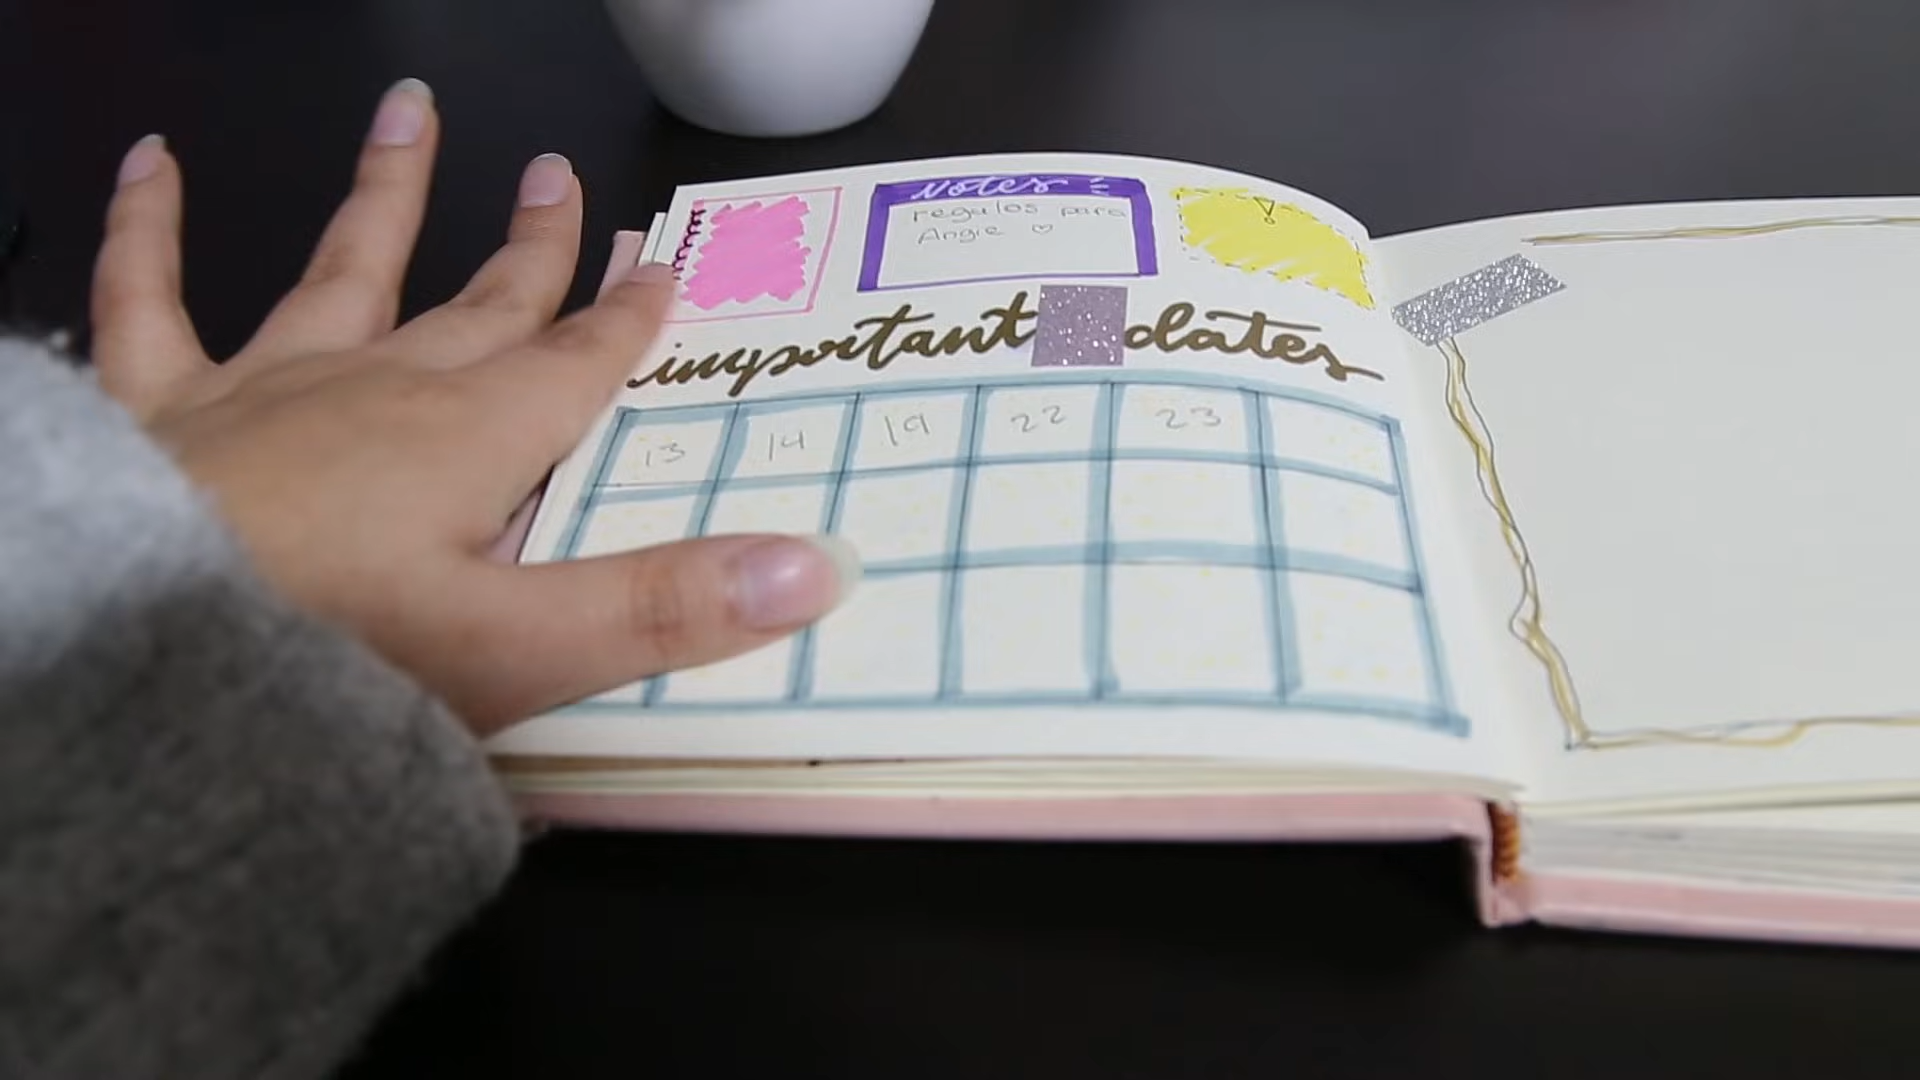 Notes
regalos para
Angie ♡
!
important dates
13 14 19 22 23